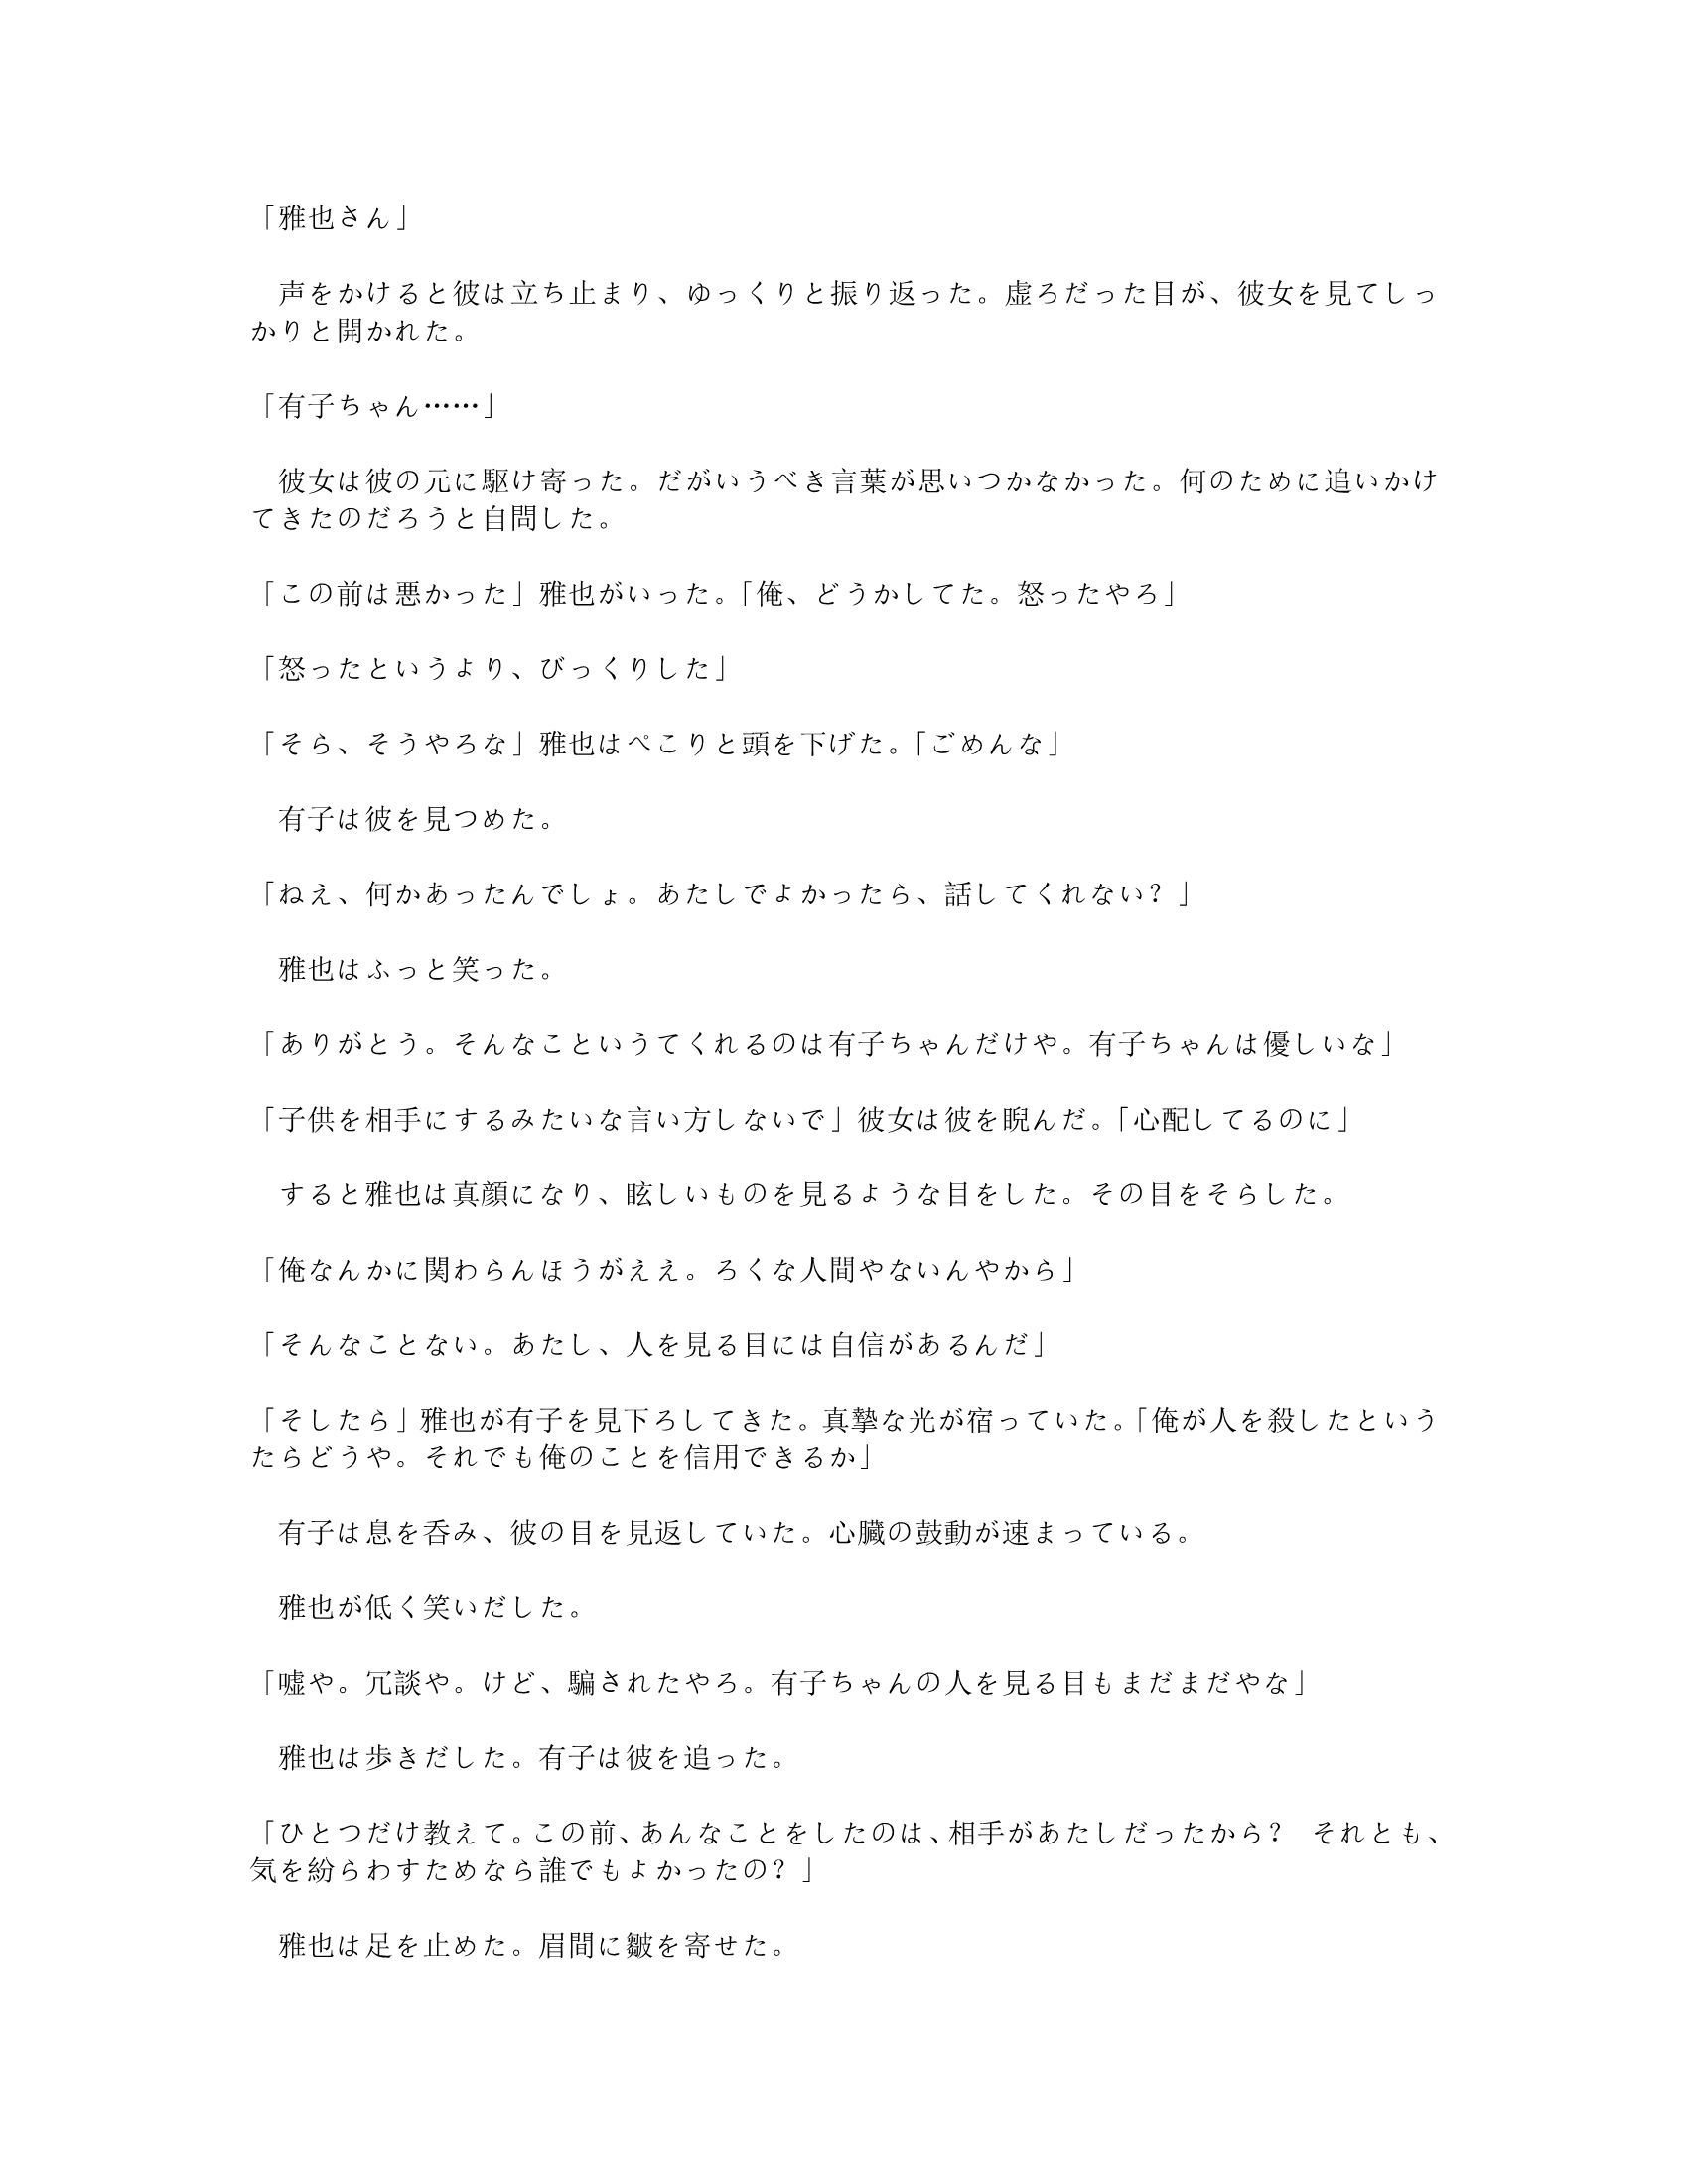 「雅也さん」
　声をかけると彼は立ち止まり、ゆっくりと振り返った。虚ろだった目が、彼女を見てしっ
かりと開かれた。
「有子ちゃん……」
　彼女は彼の元に駆け寄った。だがいうべき言葉が思いつかなかった。何のために追いかけ
てきたのだろうと自問した。
「この前は悪かった」雅也がいった。「俺、どうかしてた。怒ったやろ」
「怒ったというより、びっくりした」
「そら、そうやろな」雅也はぺこりと頭を下げた。「ごめんな」
　有子は彼を見つめた。
「ねえ、何かあったんでしょ。あたしでよかったら、話してくれない？」
　雅也はふっと笑った。
「ありがとう。そんなこというてくれるのは有子ちゃんだけや。有子ちゃんは優しいな」
「子供を相手にするみたいな言い方しないで」彼女は彼を睨んだ。「心配してるのに」
　すると雅也は真顔になり、眩しいものを見るような目をした。その目をそらした。
「俺なんかに関わらんほうがええ。ろくな人間やないんやから」
「そんなことない。あたし、人を見る目には自信があるんだ」
「そしたら」雅也が有子を見下ろしてきた。真摯な光が宿っていた。「俺が人を殺したという
たらどうや。それでも俺のことを信用できるか」
　有子は息を呑み、彼の目を見返していた。心臓の鼓動が速まっている。
　雅也が低く笑いだした。
「嘘や。冗談や。けど、騙されたやろ。有子ちゃんの人を見る目もまだまだやな」
　雅也は歩きだした。有子は彼を追った。
「ひとつだけ教えて。この前、あんなことをしたのは、相手があたしだったから？　それとも、
気を紛らわすためなら誰でもよかったの？」
　雅也は足を止めた。眉間に皺を寄せた。